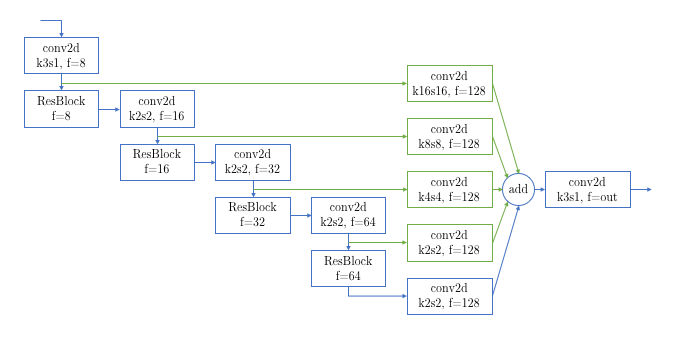 conv2d
k3s1, f=8
ResBlock
f=8
conv2d
k2s2, f=16
ResBlock
f=16
conv2d
k2s2, f=32
ResBlock
f=32
conv2d
k2s2, f=64
ResBlock
f=64
conv2d
k16s16, f=128
conv2d
k8s8, f=128
conv2d
k4s4, f=128
conv2d
k2s2, f=128
conv2d
k2s2, f=128
add
conv2d
k3s1, f=out